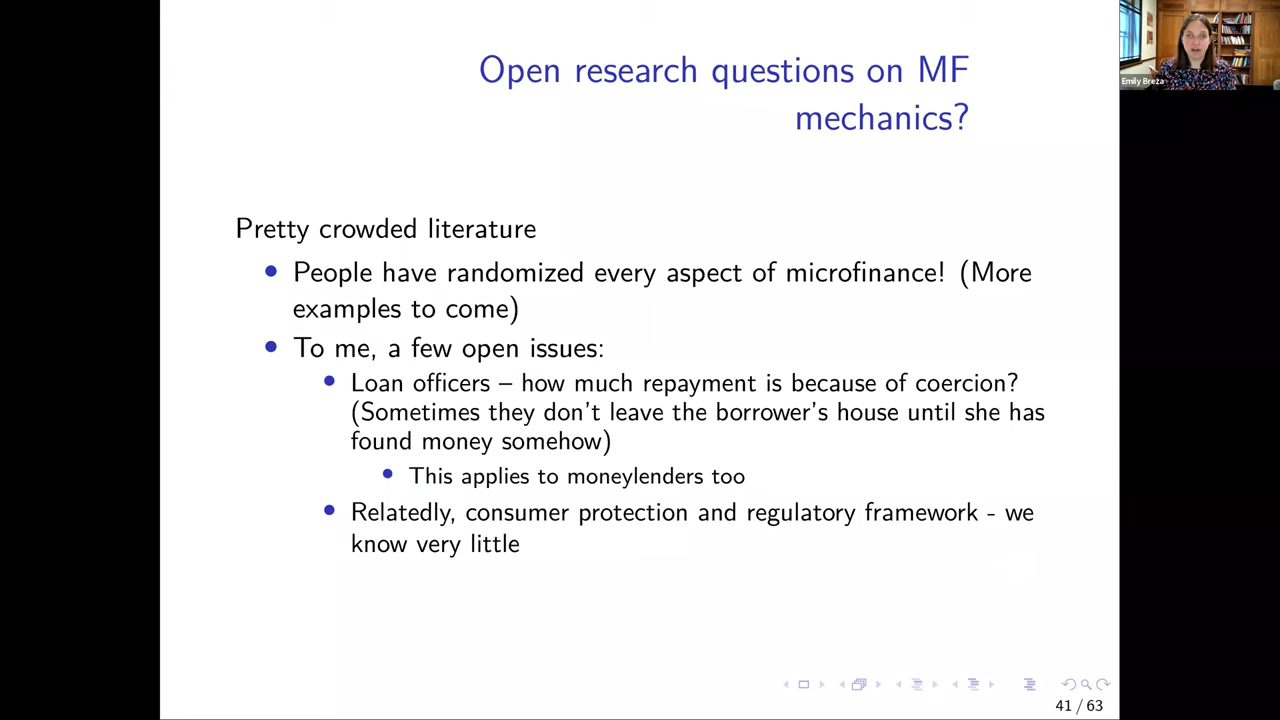 Open research questions on MF
mechanics?
Emily Breza
Pretty crowded literature
• People have randomized every aspect of microfinance! (More
examples to come)
• To me, a few open issues:
• Loan officers – how much repayment is because of coercion?
(Sometimes they don't leave the borrower's house until she has
found money somehow)
• This applies to moneylenders too
• Relatedly, consumer protection and regulatory framework - we
know very little
41 / 63